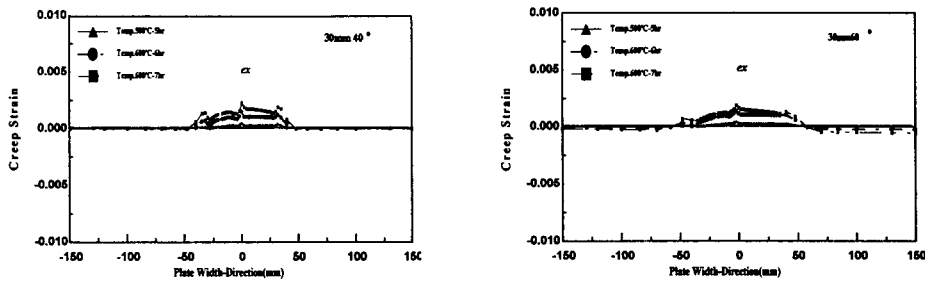 0.010
0.005
0.000
-0.005
-0.010
Creep Strain
Temp.500°C-5hr
Temp.600°C-6hr
Temp.600°C-7hr
30mm 40°
ex
-150 -100 -50 0 50 100 150
Plate Width-Direction(mm)
0.010
0.005
0.000
-0.005
-0.010
Creep Strain
Temp.500°C-5hr
Temp.600°C-6hr
Temp.600°C-7hr
30mm60°
ex
-150 -100 -50 0 50 100 150
Plate Width-Direction(mm)